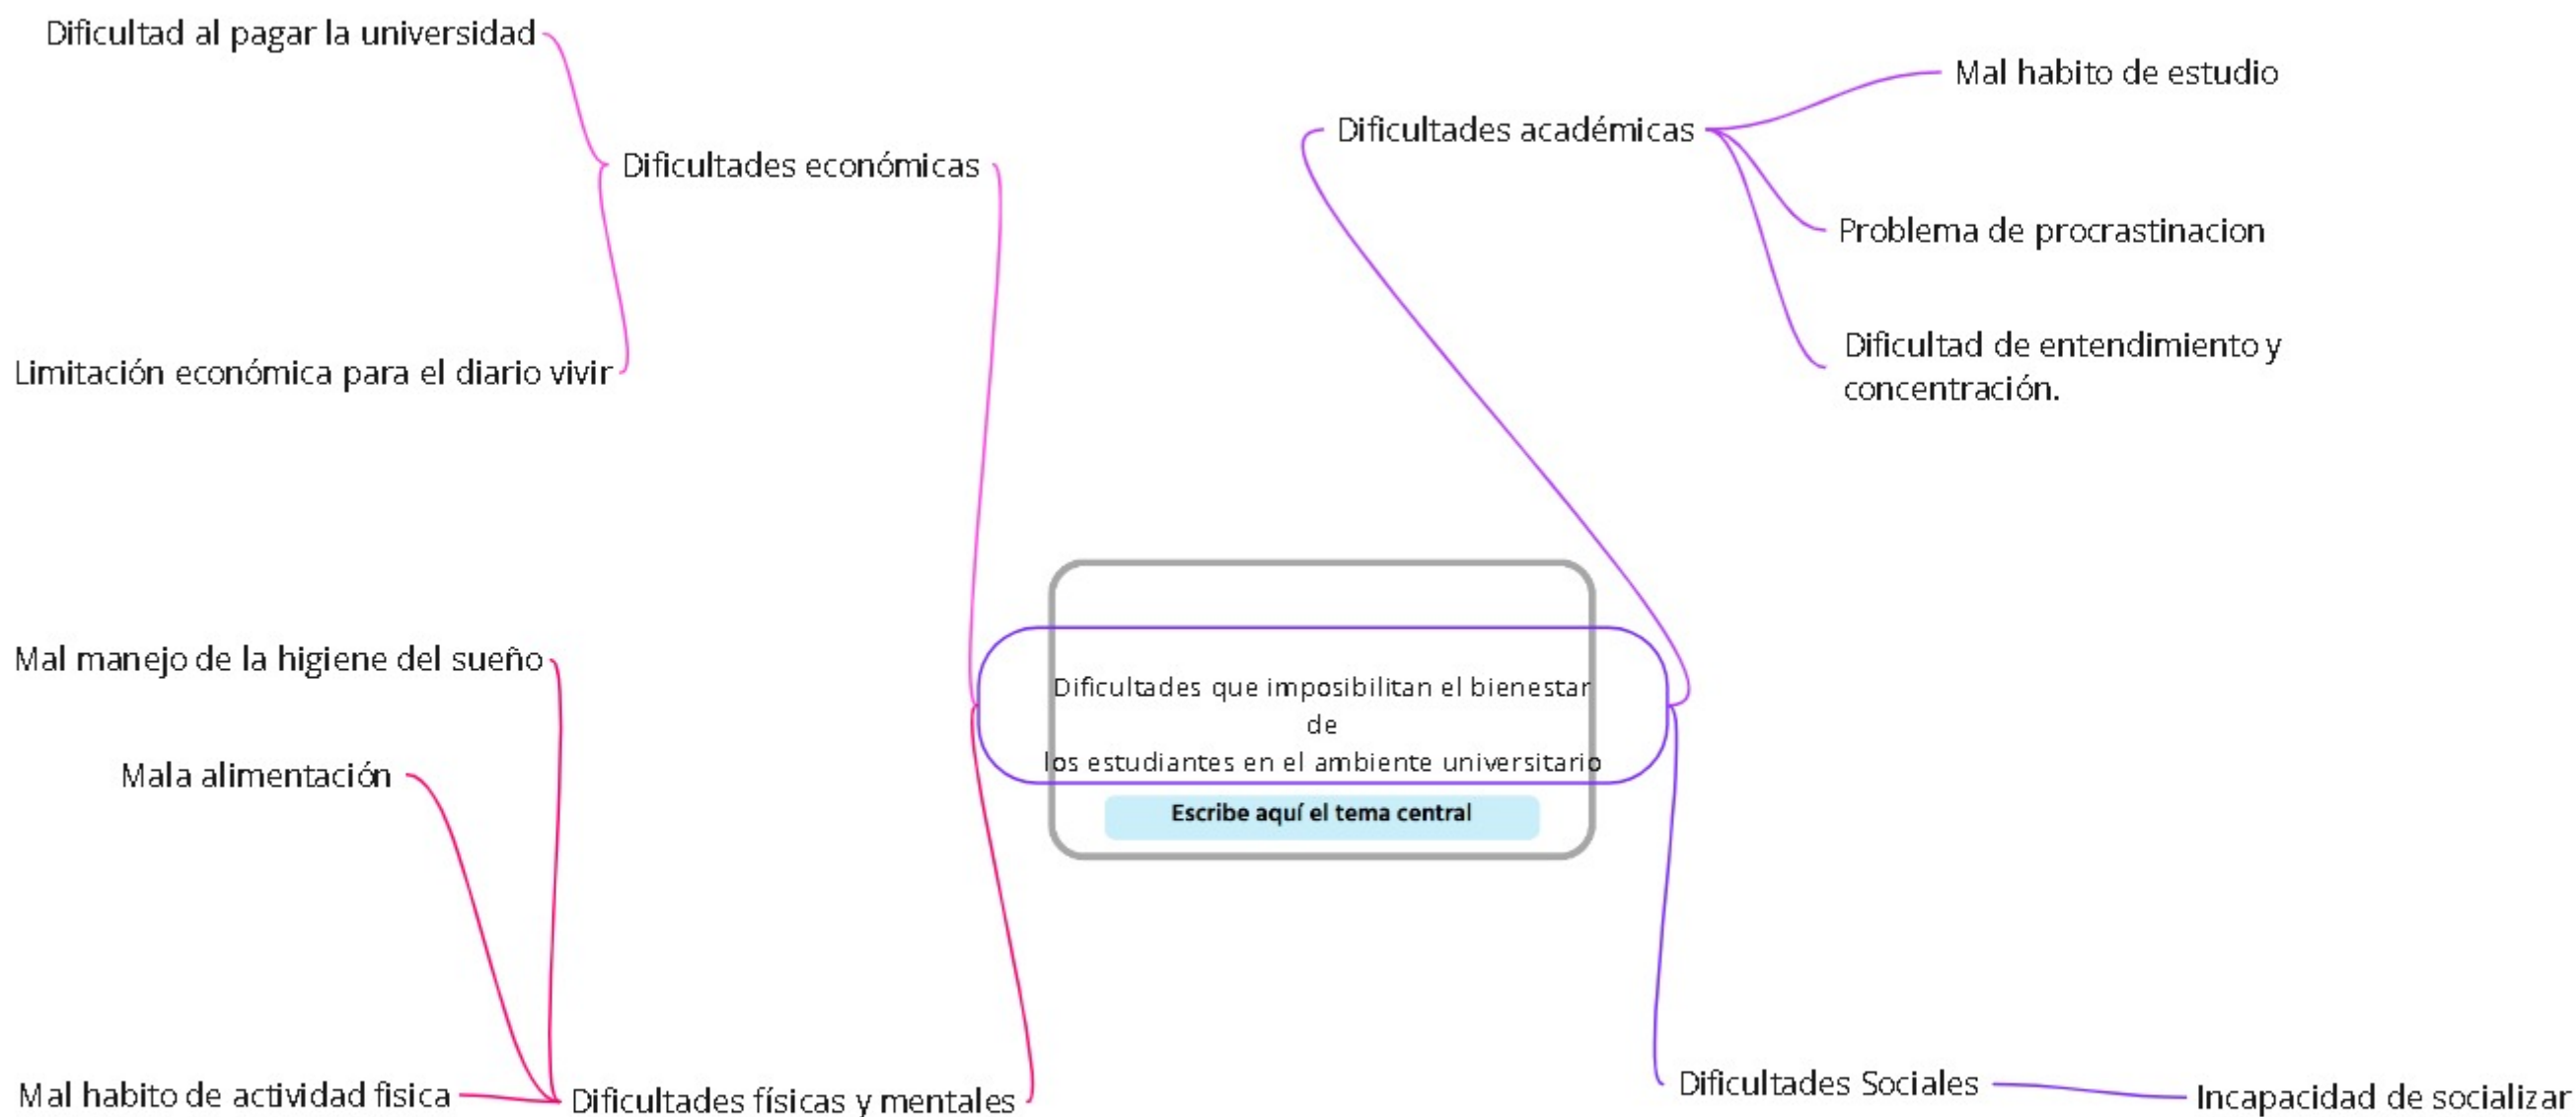 Dificultad al pagar la universidad
Dificultades económicas
Limitación económica para el diario vivir
Dificultades académicas
Mal habito de estudio
Problema de procrastinacion
Dificultad de entendimiento y
concentración.
Dificultades que imposibilitan el bienestar
de
los estudiantes en el ambiente universitario
Escribe aquí el tema central
Mal manejo de la higiene del sueño
Mala alimentación
Mal habito de actividad fisica
Dificultades físicas y mentales
Dificultades Sociales
Incapacidad de socializar